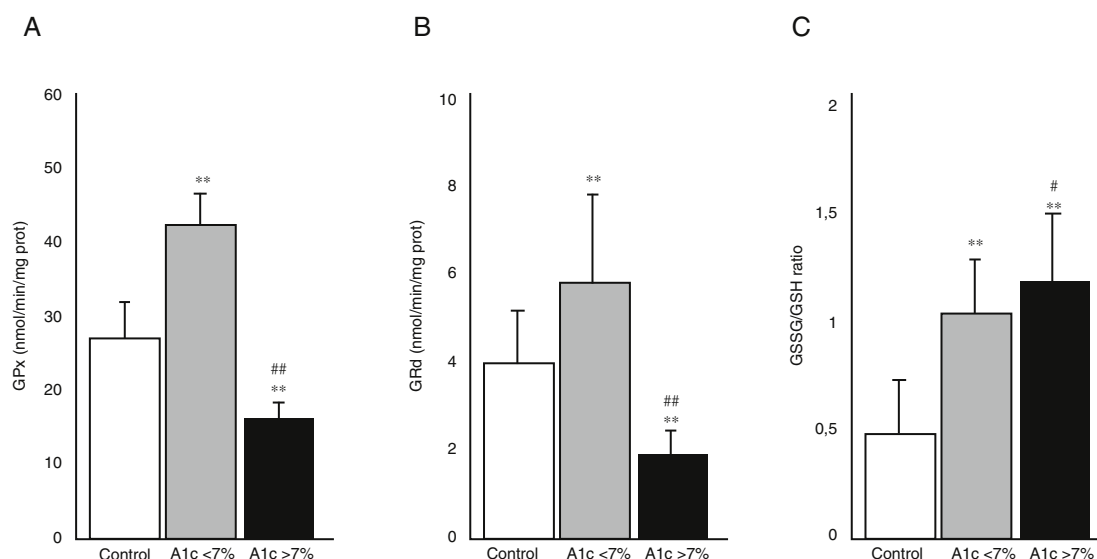 A
B
C
60
50
40
30
20
10
0
GPx (nmol/min/mg prot)
**
##
**
Control
A1c <7%
A1c >7%
10
8
6
4
2
0
GRd (nmol/min/mg prot)
**
##
**
Control
A1c <7%
A1c >7%
2
1,5
1
0,5
0
GSSG/GSH ratio
**
#
**
Control
A1c <7%
A1c >7%